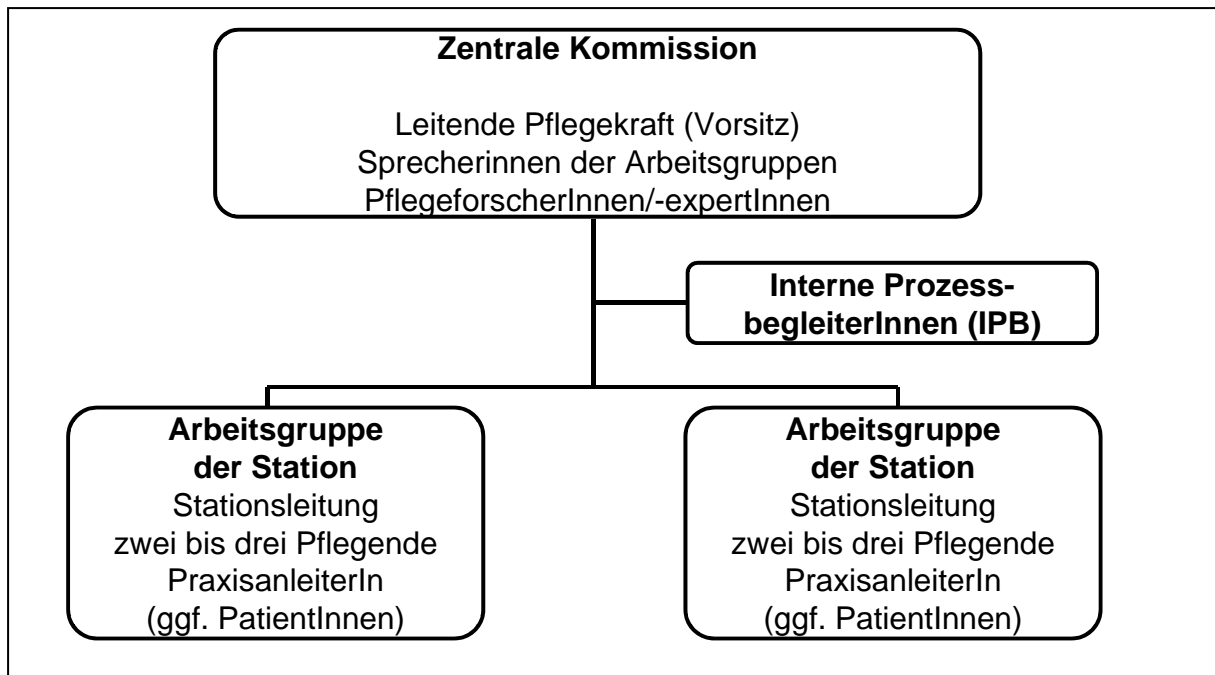 Zentrale Kommission
Leitende Pflegekraft (Vorsitz)
Sprecherinnen der Arbeitsgruppen
PflegeforscherInnen/-expertInnen
Interne Prozess-
begleiterInnen (IPB)
Arbeitsgruppe
der Station
Stationsleitung
zwei bis drei Pflegende
PraxisanleiterIn
(ggf. PatientInnen)
Arbeitsgruppe
der Station
Stationsleitung
zwei bis drei Pflegende
PraxisanleiterIn
(ggf. PatientInnen)